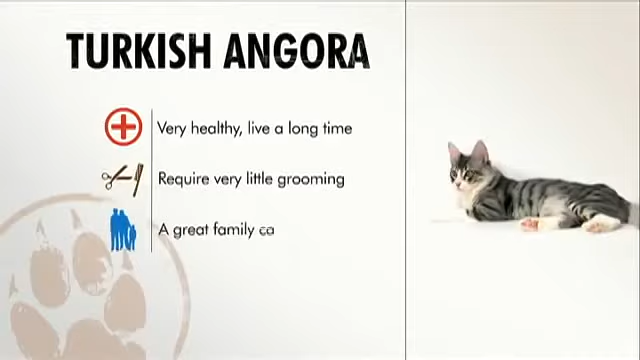 TURKISH ANGORA
Very healthy, live a long time
Require very little grooming
A great family ca